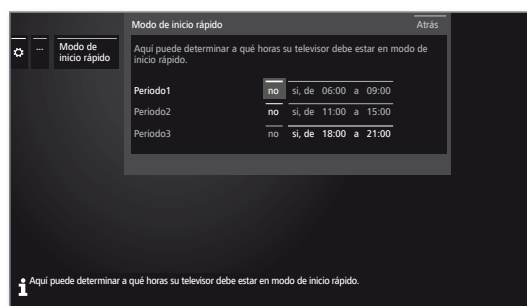 Modo de inicio rápido Atrás
... Modo de inicio rápido
Aquí puede determinar a qué horas su televisor debe estar en modo de
inicio rápido.
Periodo1 no si, de 06:00 a 09:00
Periodo2 no si, de 11:00 a 15:00
Periodo3 no si, de 18:00 a 21:00
i Aquí puede determinar a qué horas su televisor debe estar en modo de inicio rápido.